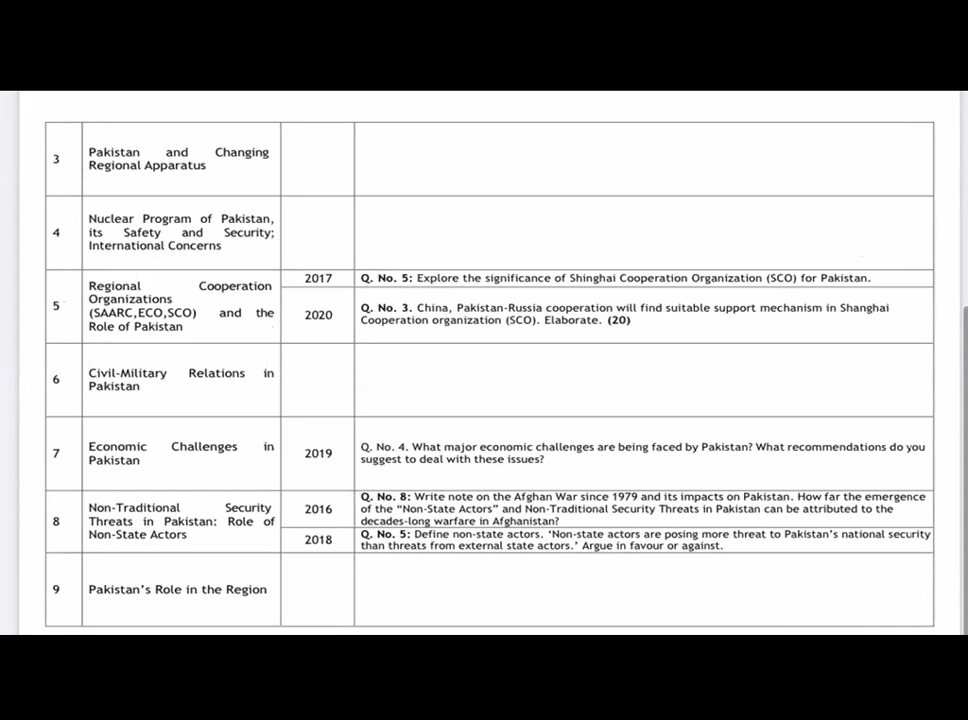 3
Pakistan and Changing
Regional Apparatus
4
Nuclear Program of Pakistan,
its Safety and Security;
International Concerns
5
Regional Cooperation
Organizations
(SAARC,ECO,SCO) and the
Role of Pakistan
2017
Q. No. 5: Explore the significance of Shinghai Cooperation Organization (SCO) for Pakistan.
2020
Q. No. 3. China, Pakistan-Russia cooperation will find suitable support mechanism in Shanghai
Cooperation organization (SCO). Elaborate. (20)
6
Civil-Military Relations in
Pakistan
7
Economic Challenges in
Pakistan
2019
Q. No. 4. What major economic challenges are being faced by Pakistan? What recommendations do you
suggest to deal with these issues?
8
Non-Traditional Security
Threats in Pakistan: Role of
Non-State Actors
2016
Q. No. 8: Write note on the Afghan War since 1979 and its impacts on Pakistan. How far the emergence
of the “Non-State Actors” and Non-Traditional Security Threats in Pakistan can be attributed to the
decades-long warfare in Afghanistan?
2018
Q. No. 5: Define non-state actors. ‘Non-state actors are posing more threat to Pakistan’s national security
than threats from external state actors.’ Argue in favour or against.
9
Pakistan’s Role in the Region